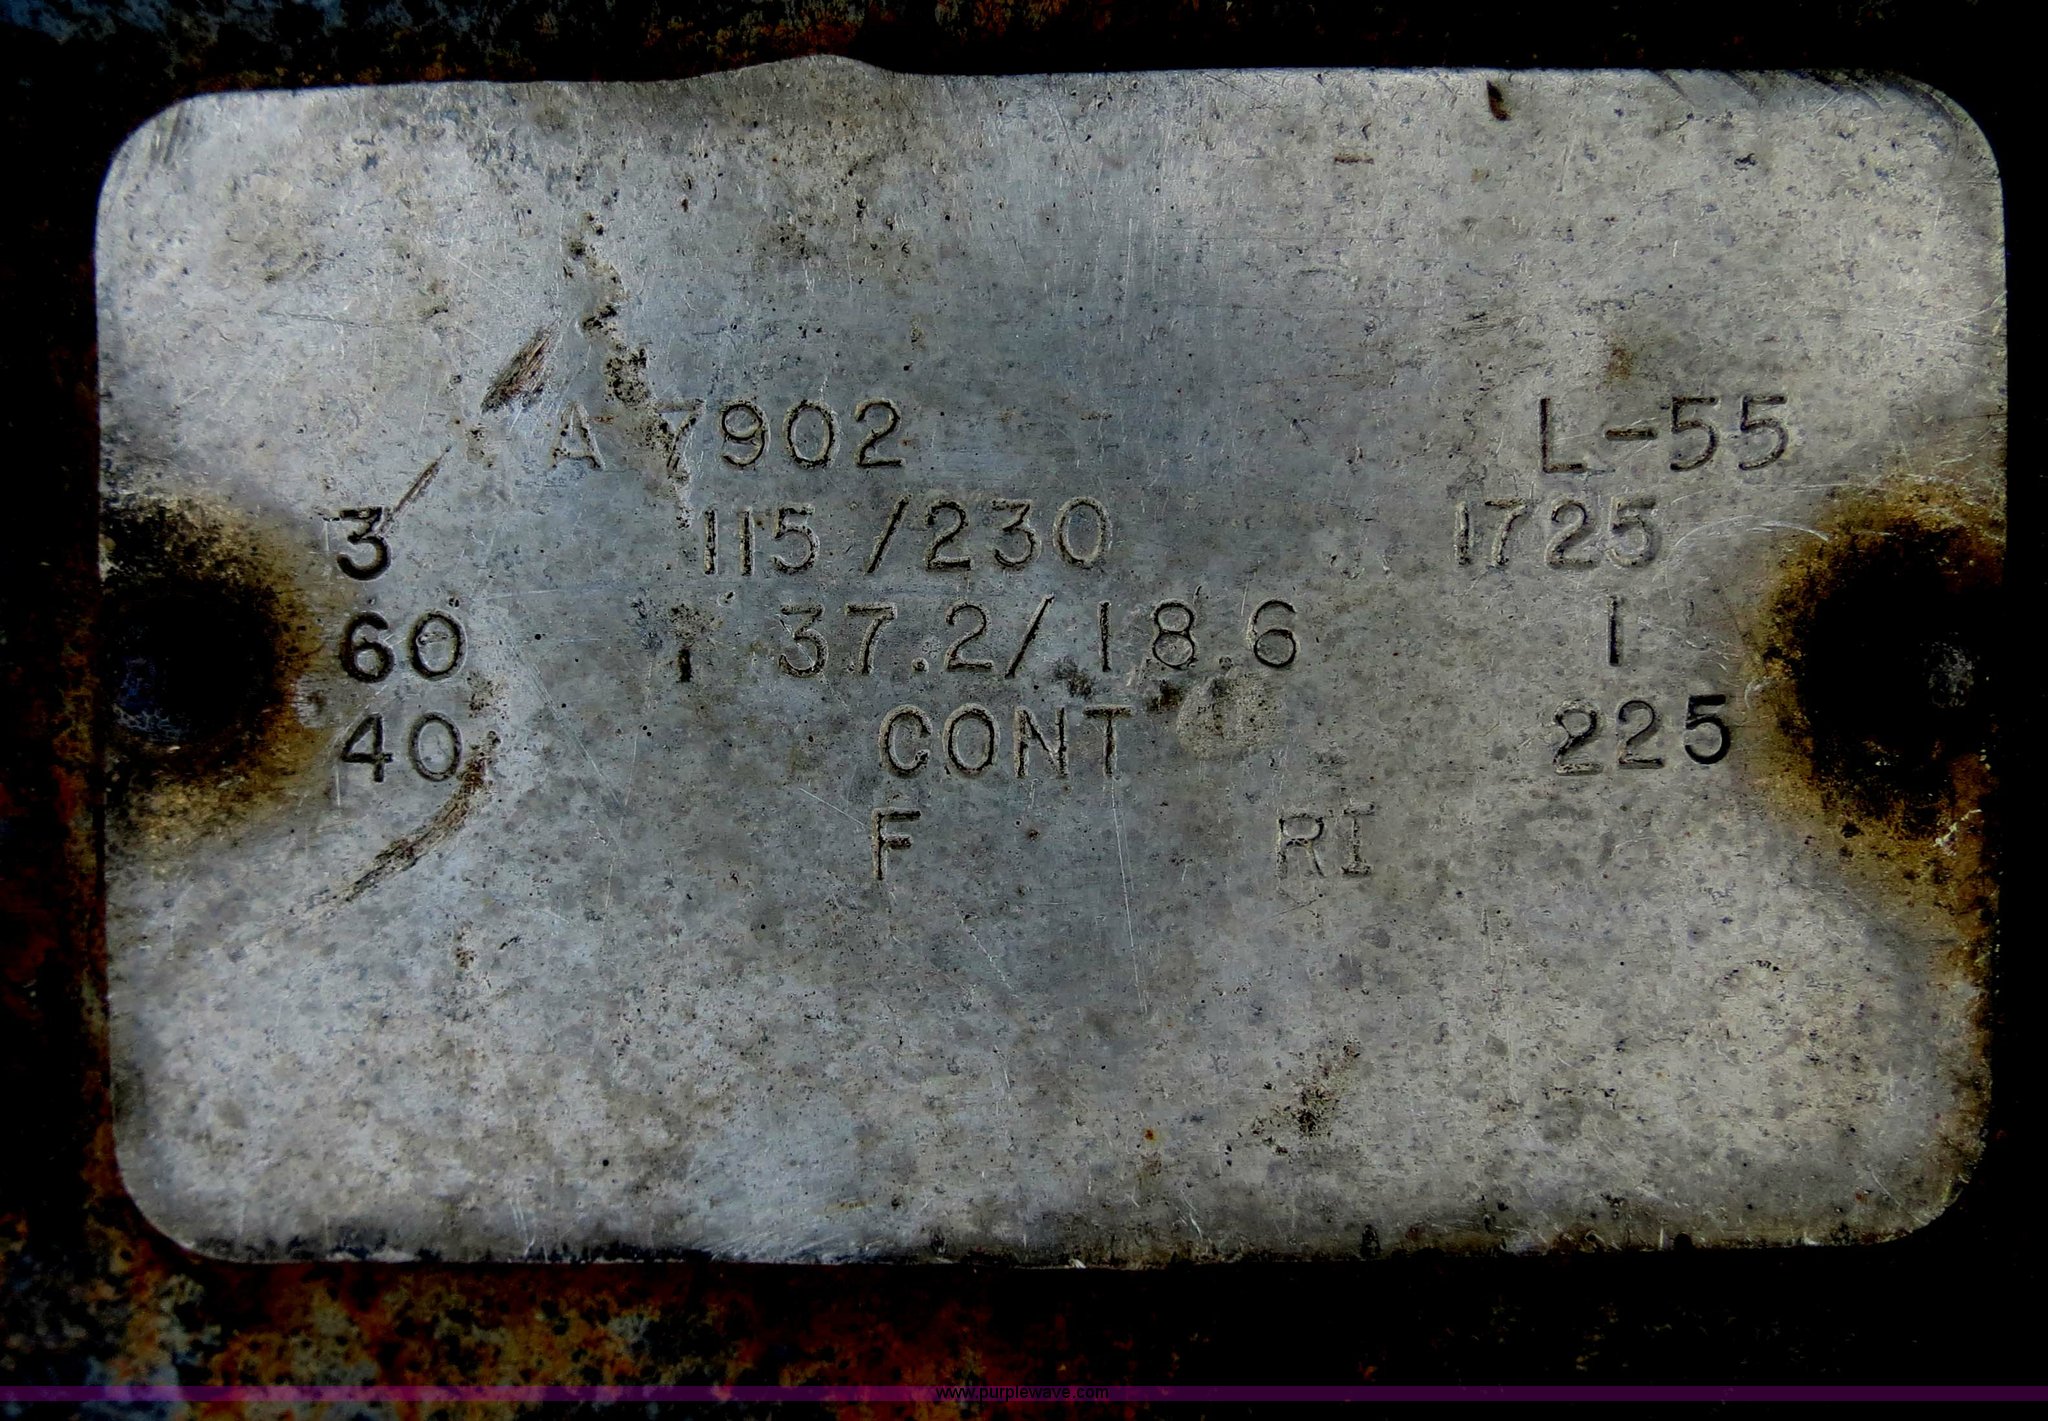 A 7902 L-55
3 115/230 1725
60 37.2/18.6 1
40 CONT 225
F RI
www.purplewave.com